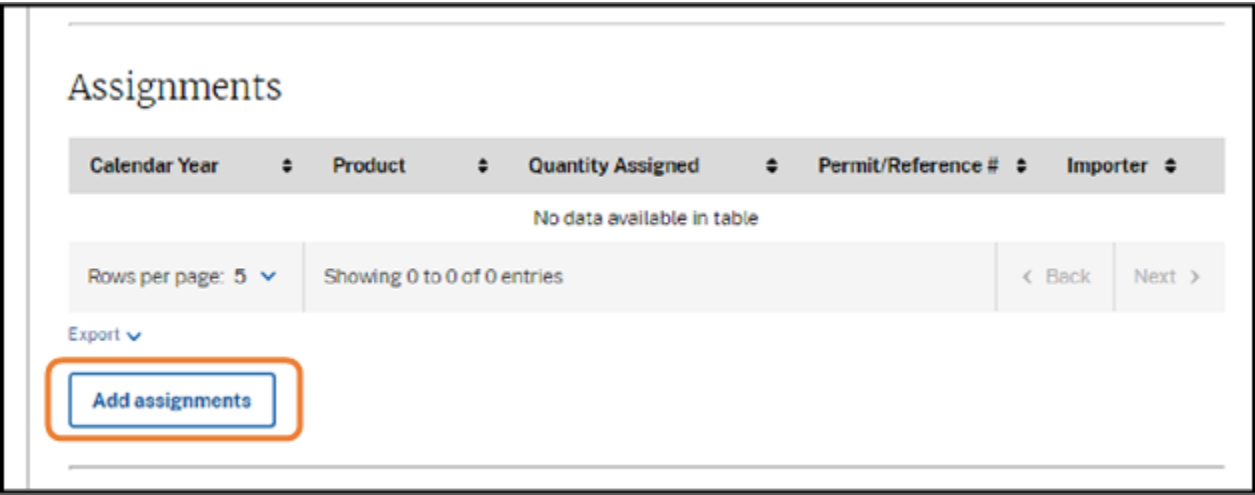 Assignments
Calendar Year Product Quantity Assigned Permit/Reference # Importer
No data available in table
Rows per page: 5 Showing 0 to 0 of 0 entries < Back Next >
Export
Add assignments